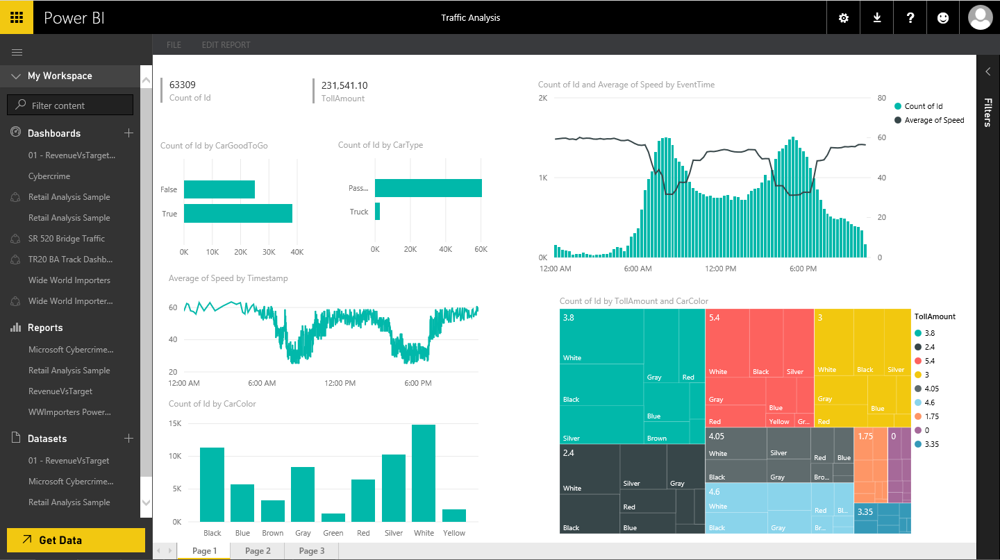 Power BI
Traffic Analysis
?
FILE EDIT REPORT
My Workspace
Filter content
Dashboards
01 - RevenueVsTarget...
Cybercrime
Retail Analysis Sample
Retail Analysis Sample
SR 520 Bridge Traffic
TR20 BA Track Dashb...
Wide World Importers
Wide World Importer...
Reports
Microsoft Cybercrime...
Retail Analysis Sample
RevenueVsTarget
WWImporters Power...
Datasets
01 - RevenueVsTarget
Microsoft Cybercrime...
Retail Analysis Sample
Get Data
63309
Count of Id
231,541.10
TollAmount
Count of Id by CarGoodToGo
False
True
0K 10K 20K 30K 40K
Count of Id by CarType
Pass...
Truck
0K 20K 40K 60K
Count of Id and Average of Speed by EventTime
2K
1K
0K
80
60
40
20
0
12:00 AM 6:00 AM 12:00 PM 6:00 PM
Count of Id
Average of Speed
Average of Speed by Timestamp
60
40
20
12:00 AM 6:00 AM 12:00 PM 6:00 PM
Count of Id by CarColor
15K
10K
5K
0K
Black Blue Brown Gray Green Red Silver White Yellow
Count of Id by TollAmount and CarColor
3.8
White
Gray Red
Black
Blue
Silver
Brown
5.4
White Black Silver
Gray
Blue
Red
Yellow Gr...
3
White Black Silver
Gray
Blue
Red
2.4
White
Silver Gray
Red
Black
Blue
4.05
White
Silver
Red Blue
Black
Gray
Bro...
4.6
White
Red Bl...
Black
Gray
Br...
1.75
0
3.35
TollAmount
3.8
2.4
5.4
3
4.05
4.6
1.75
0
3.35
Filters
Page 1 Page 2 Page 3